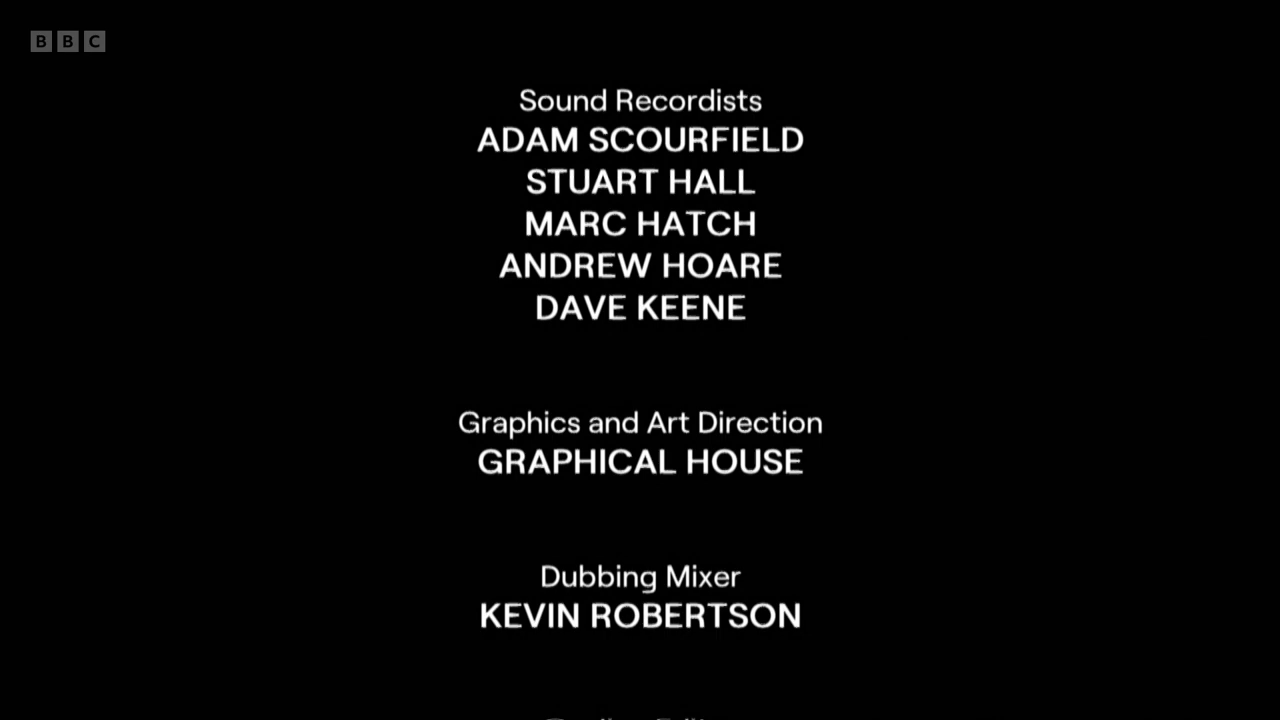 BBC
Sound Recordists
ADAM SCOURFIELD
STUART HALL
MARC HATCH
ANDREW HOARE
DAVE KEENE
Graphics and Art Direction
GRAPHICAL HOUSE
Dubbing Mixer
KEVIN ROBERTSON